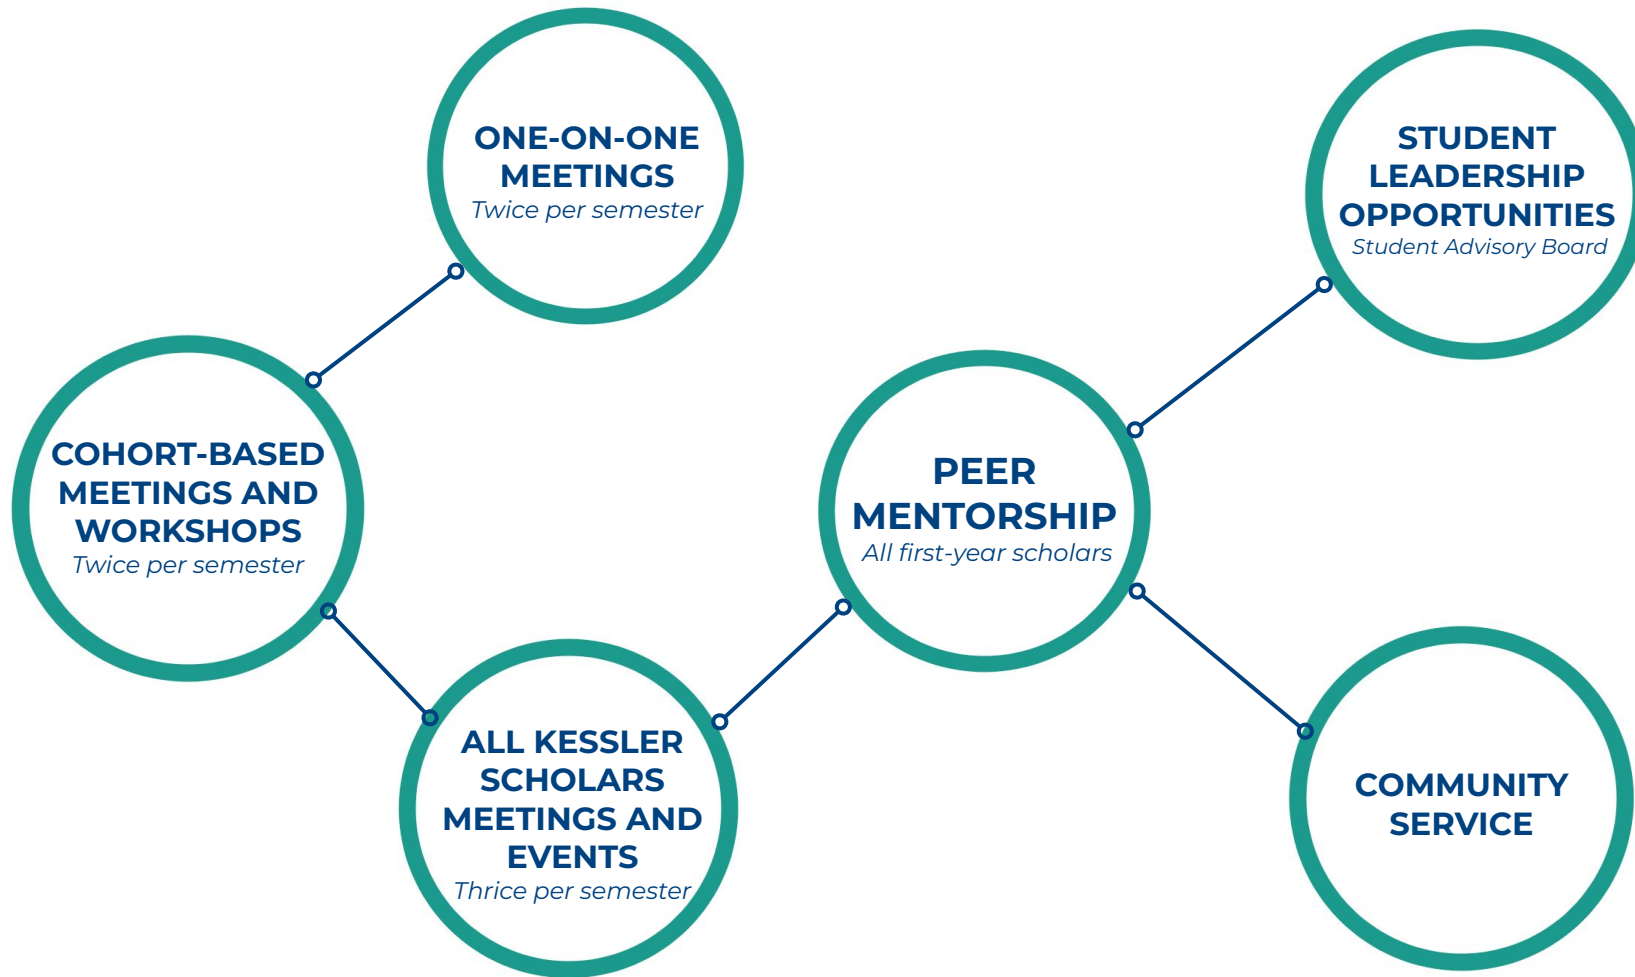 ONE-ON-ONE
MEETINGS
Twice per semester
STUDENT
LEADERSHIP
OPPORTUNITIES
Student Advisory Board
COHORT-BASED
MEETINGS AND
WORKSHOPS
Twice per semester
PEER
MENTORSHIP
All first-year scholars
ALL KESSLER
SCHOLARS
MEETINGS AND
EVENTS
Thrice per semester
COMMUNITY
SERVICE